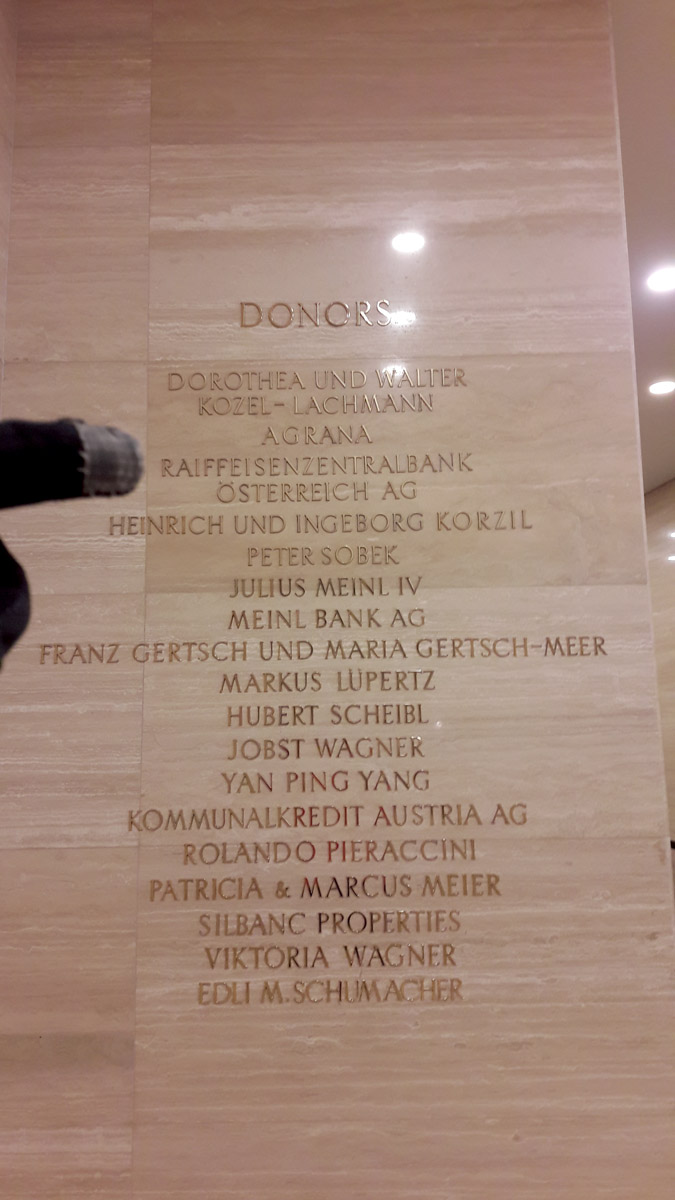 DONORS
DOROTHEA UND WALTER
KOZEL-LACHMANN
AGRANA
RAIFFEISENZENTRALBANK
ÖSTERREICH AG
HEINRICH UND INGEBORG KORZIL
PETER SOBEK
JULIUS MEINL IV
MEINL BANK AG
FRANZ GERTSCH UND MARIA GERTSCH-MEER
MARKUS LÜPERTZ
HUBERT SCHEIBL
JOBST WAGNER
YAN PING YANG
KOMMUNALKREDIT AUSTRIA AG
ROLANDO PIERACCINI
PATRICIA & MARCUS MEIER
SILBANC PROPERTIES
VIKTORIA WAGNER
EDLI M.SCHUMACHER